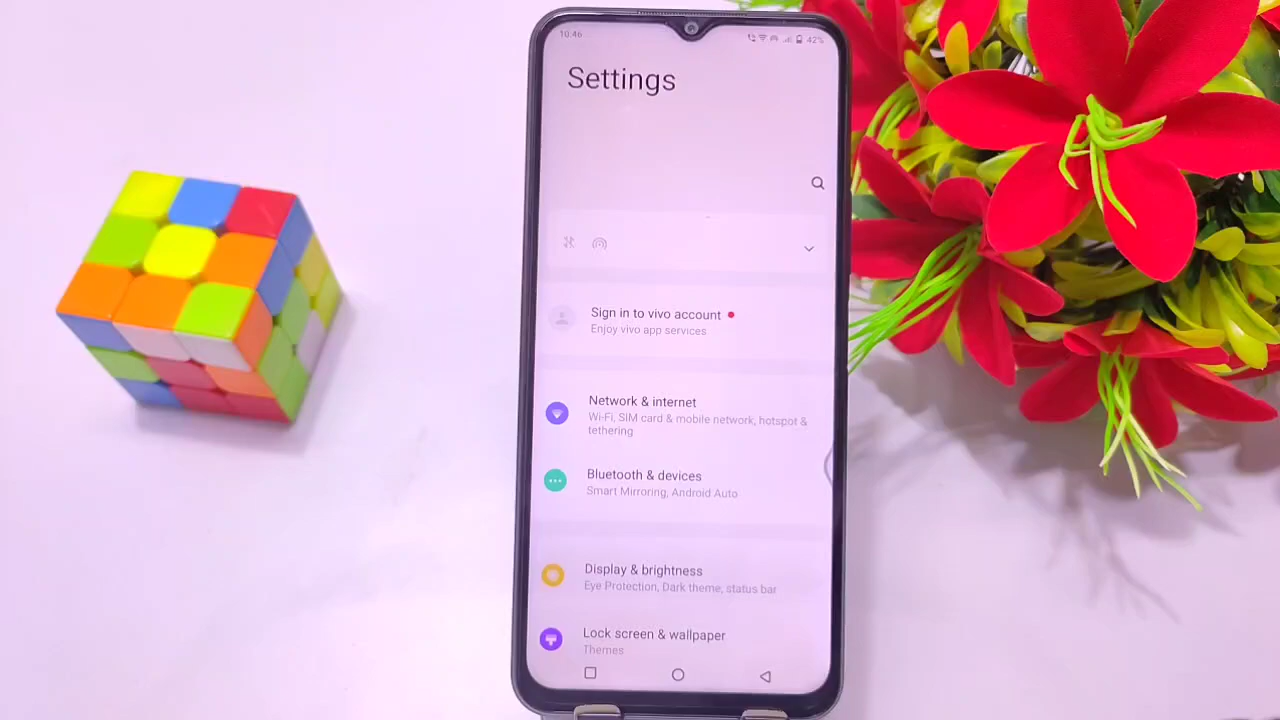 10.46
42%
Settings
Sign in to vivo account
Enjoy vivo app services
Network & internet
Wi-Fi, SIM card & mobile network, hotspot &
tethering
Bluetooth & devices
Smart Mirroring, Android Auto
Display & brightness
Eye Protection, Dark theme, status bar
Lock screen & wallpaper
Themes